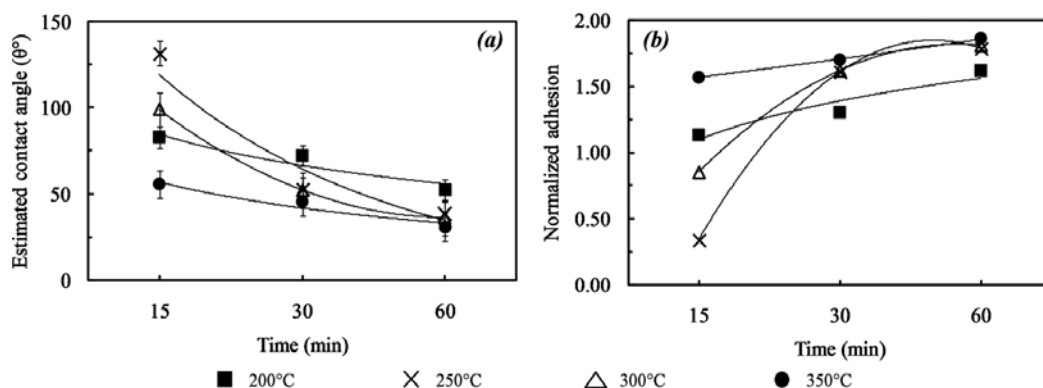 (a)
Estimated contact angle (θ°)
150
100
50
0
15 30 60
Time (min)
(b)
Normalized adhesion
2.00
1.50
1.00
0.50
0.00
15 30 60
Time (min)
200°C 250°C 300°C 350°C